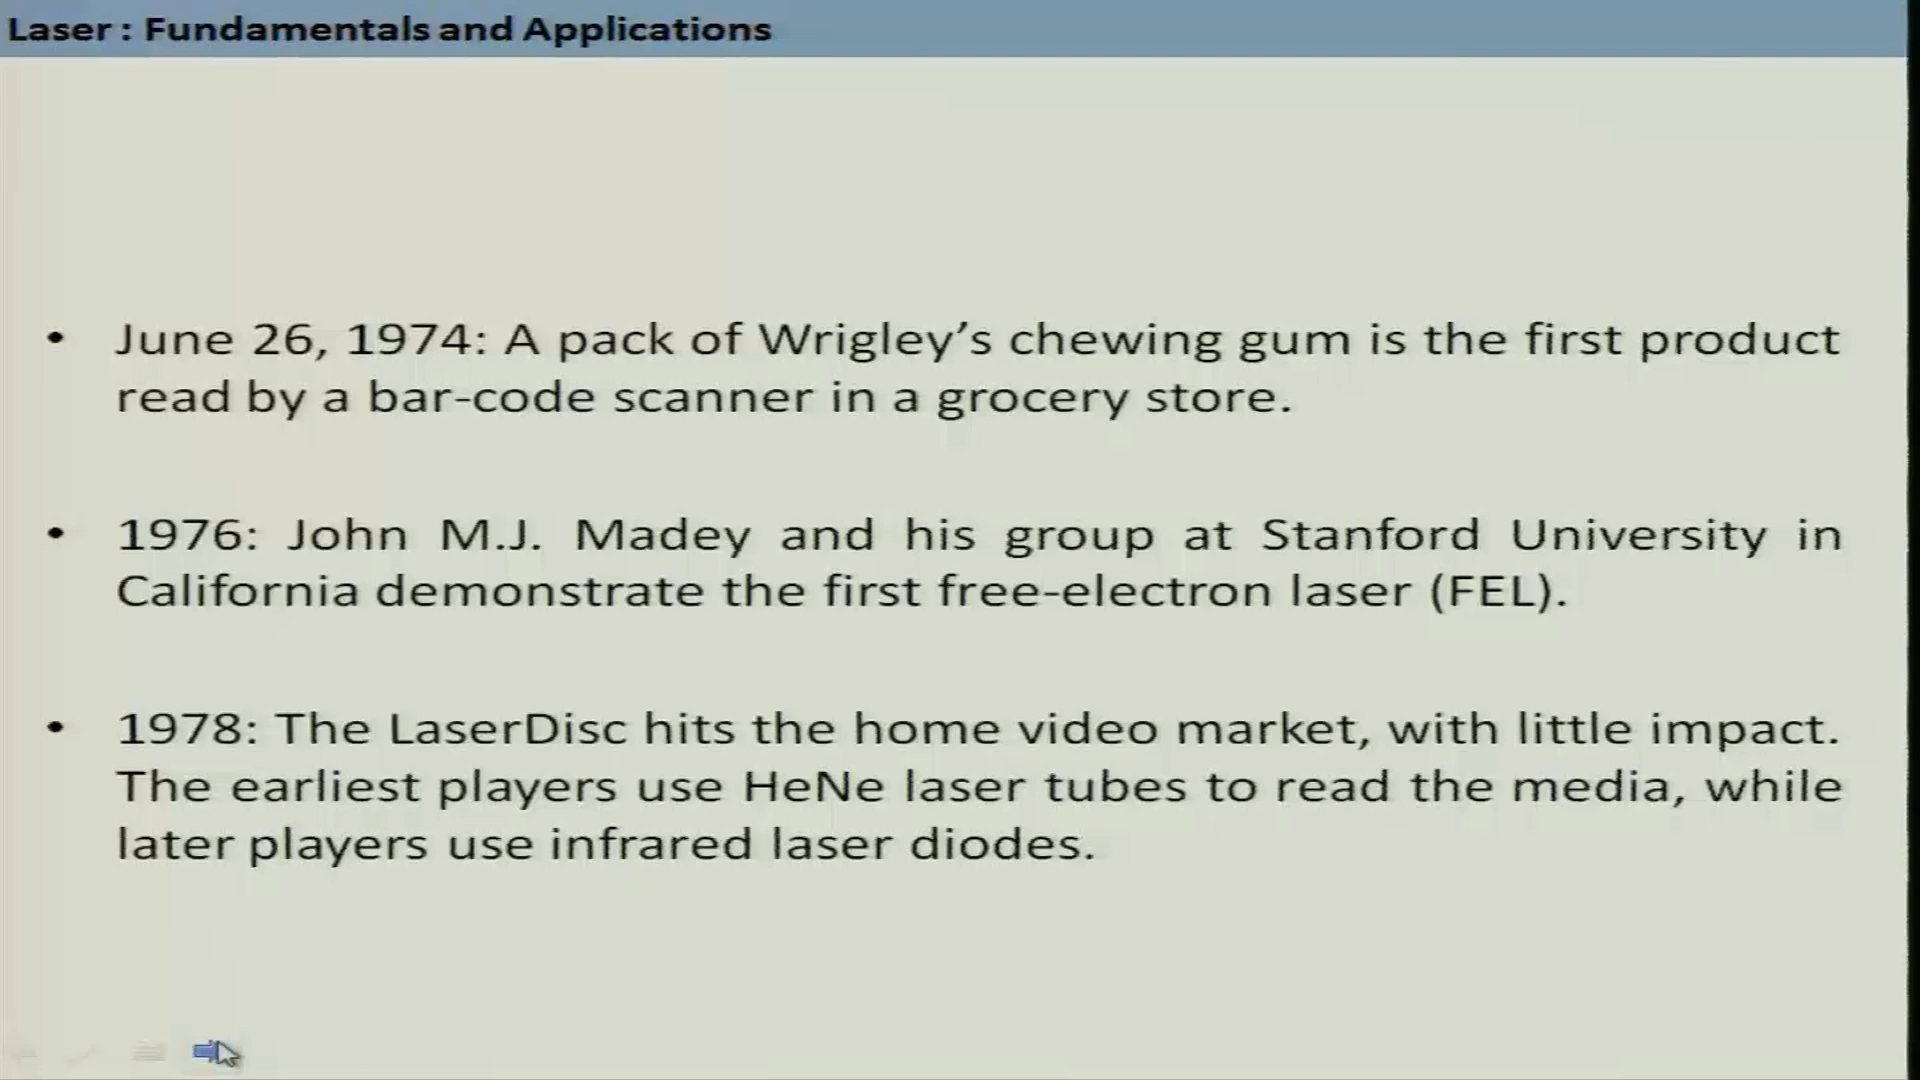 Laser : Fundamentals and Applications
• June 26, 1974: A pack of Wrigley’s chewing gum is the first product
read by a bar-code scanner in a grocery store.
• 1976: John M.J. Madey and his group at Stanford University in
California demonstrate the first free-electron laser (FEL).
• 1978: The LaserDisc hits the home video market, with little impact.
The earliest players use HeNe laser tubes to read the media, while
later players use infrared laser diodes.